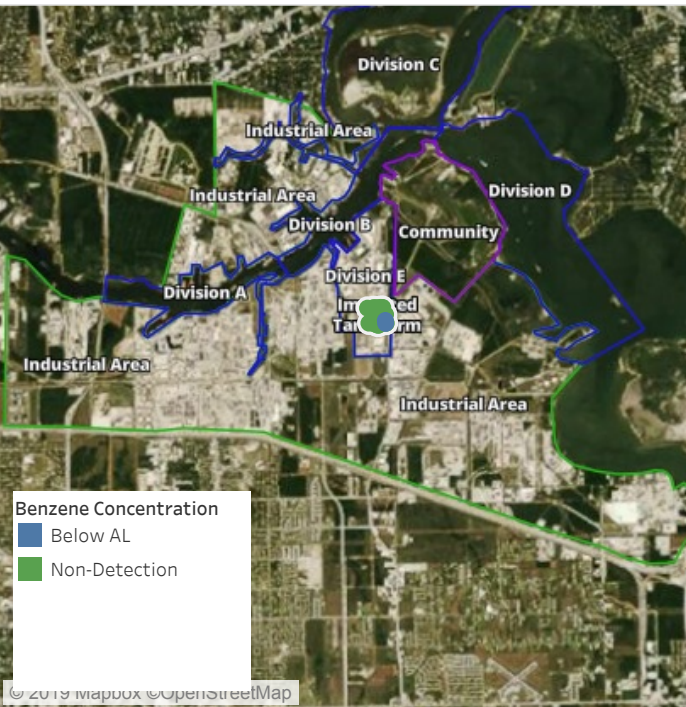 Division C
Industrial Area
Industrial Area
Division D
Division B
Community
Division E
Division A
Industrial Area
Industrial Area
Benzene Concentration
Below AL
Non-Detection
© 2019 Mapbox ©OpenStreetMap